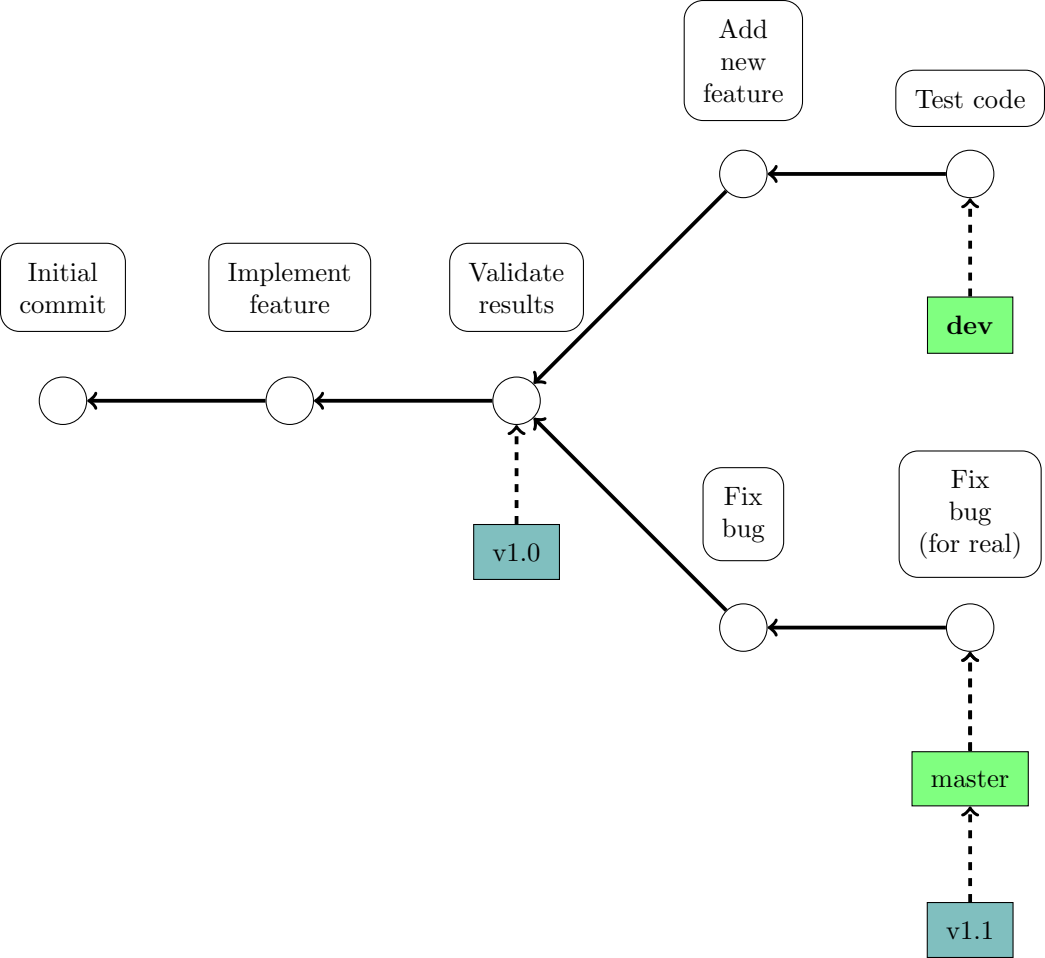 Add
new
feature
Test code
Initial
commit
Implement
feature
Validate
results
dev
Fix
bug
Fix
bug
(for real)
v1.0
master
v1.1